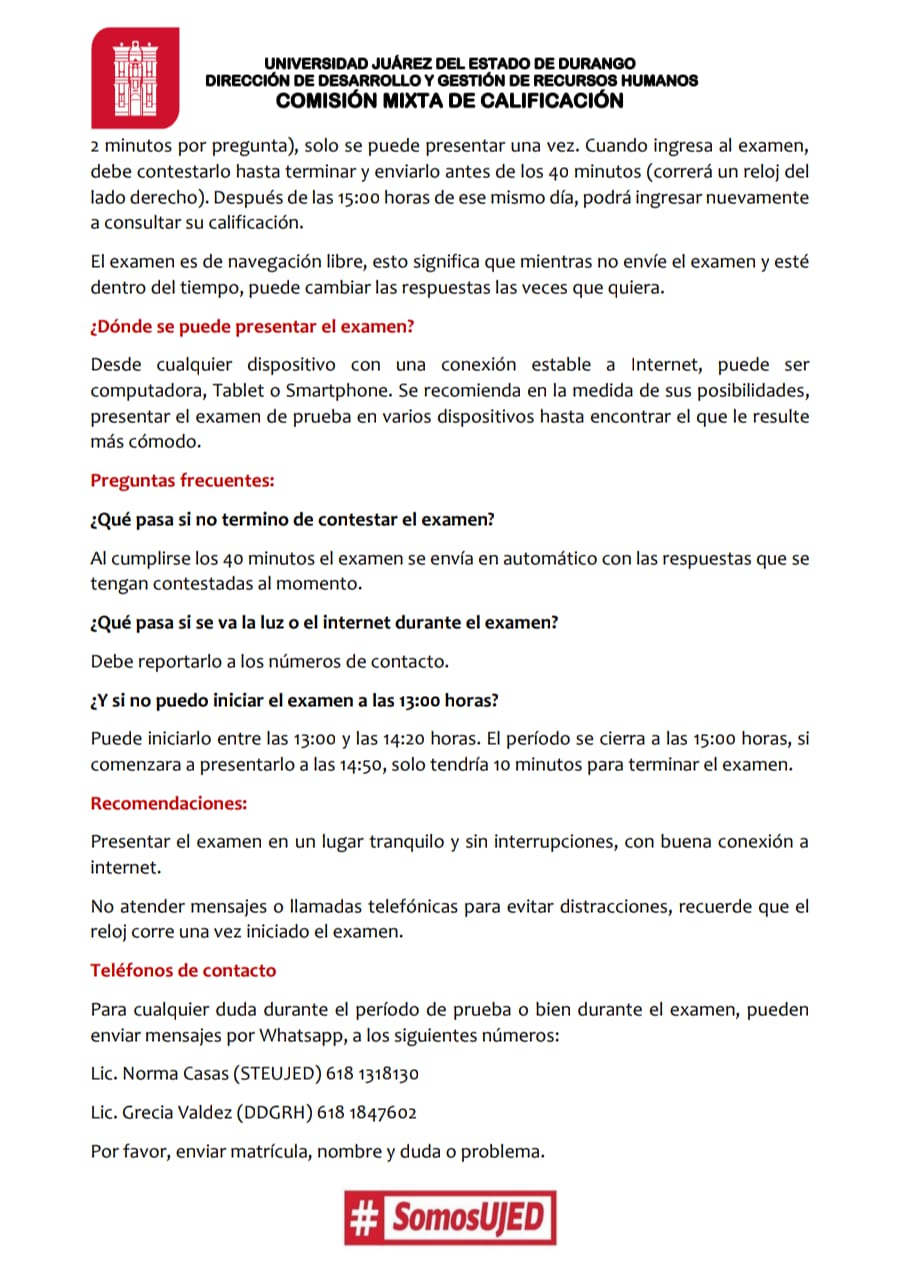 UNIVERSIDAD JUÁREZ DEL ESTADO DE DURANGO
DIRECCIÓN DE DESARROLLO Y GESTIÓN DE RECURSOS HUMANOS
COMISIÓN MIXTA DE CALIFICACIÓN
2 minutos por pregunta), solo se puede presentar una vez. Cuando ingresa al examen,
debe contestarlo hasta terminar y enviarlo antes de los 40 minutos (correrá un reloj del
lado derecho). Después de las 15:00 horas de ese mismo día, podrá ingresar nuevamente
a consultar su calificación.
El examen es de navegación libre, esto significa que mientras no envíe el examen y esté
dentro del tiempo, puede cambiar las respuestas las veces que quiera.
¿Dónde se puede presentar el examen?
Desde cualquier dispositivo con una conexión estable a Internet, puede ser
computadora, Tablet o Smartphone. Se recomienda en la medida de sus posibilidades,
presentar el examen de prueba en varios dispositivos hasta encontrar el que le resulte
más cómodo.
Preguntas frecuentes:
¿Qué pasa si no termino de contestar el examen?
Al cumplirse los 40 minutos el examen se envía en automático con las respuestas que se
tengan contestadas al momento.
¿Qué pasa si se va la luz o el internet durante el examen?
Debe reportarlo a los números de contacto.
¿Y si no puedo iniciar el examen a las 13:00 horas?
Puede iniciarlo entre las 13:00 y las 14:20 horas. El período se cierra a las 15:00 horas, si
comenzara a presentarlo a las 14:50, solo tendría 10 minutos para terminar el examen.
Recomendaciones:
Presentar el examen en un lugar tranquilo y sin interrupciones, con buena conexión a
internet.
No atender mensajes o llamadas telefónicas para evitar distracciones, recuerde que el
reloj corre una vez iniciado el examen.
Teléfonos de contacto
Para cualquier duda durante el período de prueba o bien durante el examen, pueden
enviar mensajes por Whatsapp, a los siguientes números:
Lic. Norma Casas (STEUJED) 618 1318130
Lic. Grecia Valdez (DDGRH) 618 1847602
Por favor, enviar matrícula, nombre y duda o problema.
# SomosUJED